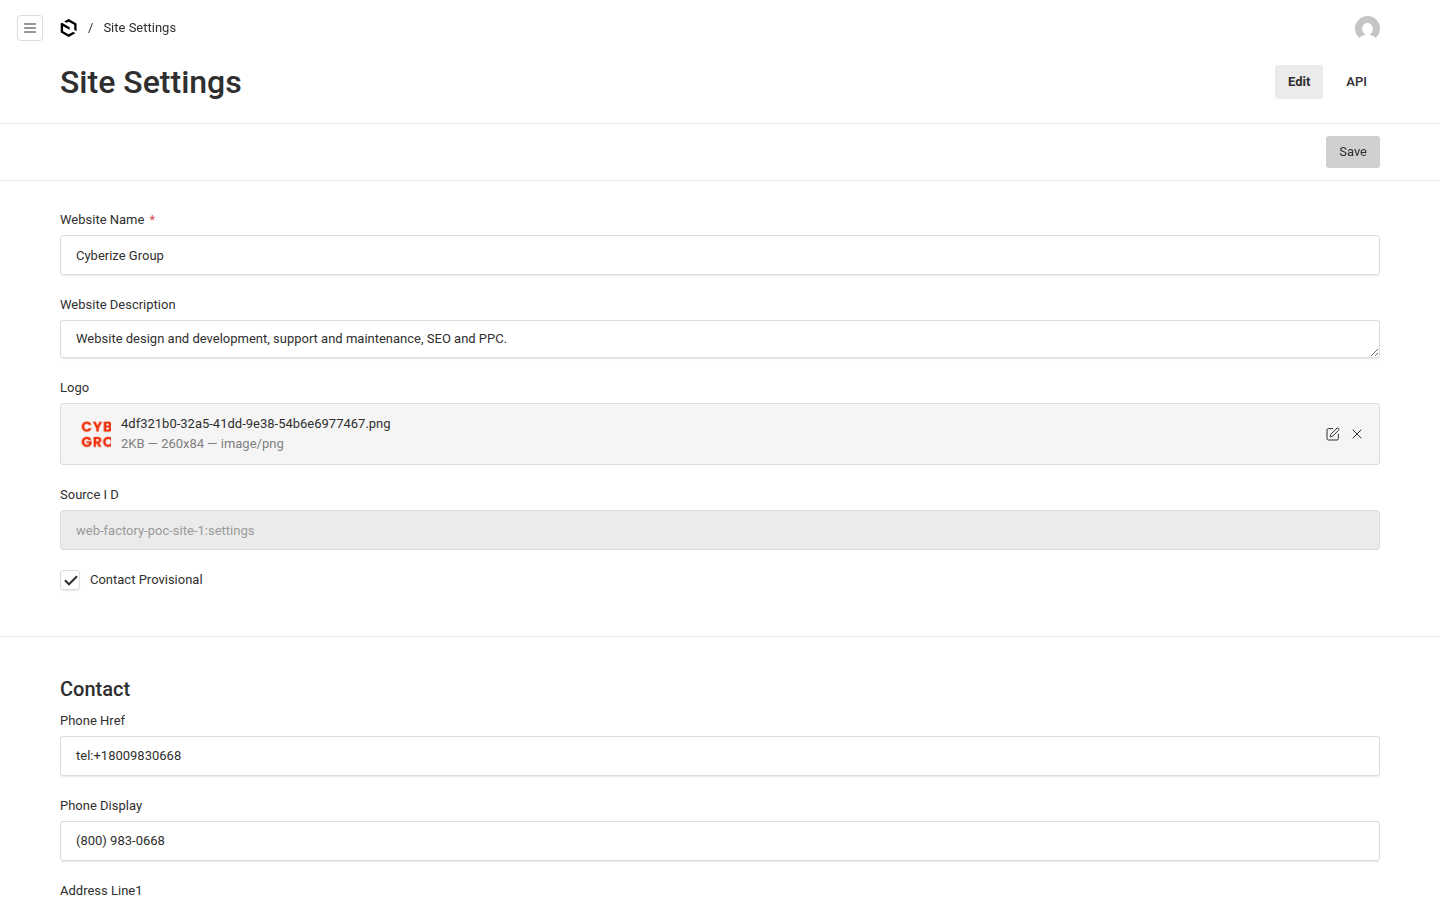 / Site Settings
Site Settings
Edit
API
Save
Website Name *
Cyberize Group
Website Description
Website design and development, support and maintenance, SEO and PPC.
Logo
CYB
GRO
4df321b0-32a5-41dd-9e38-54b6e6977467.png
2KB — 260x84 — image/png
Source I D
web-factory-poc-site-1:settings
Contact Provisional
Contact
Phone Href
tel:+18009830668
Phone Display
(800) 983-0668
Address Line1